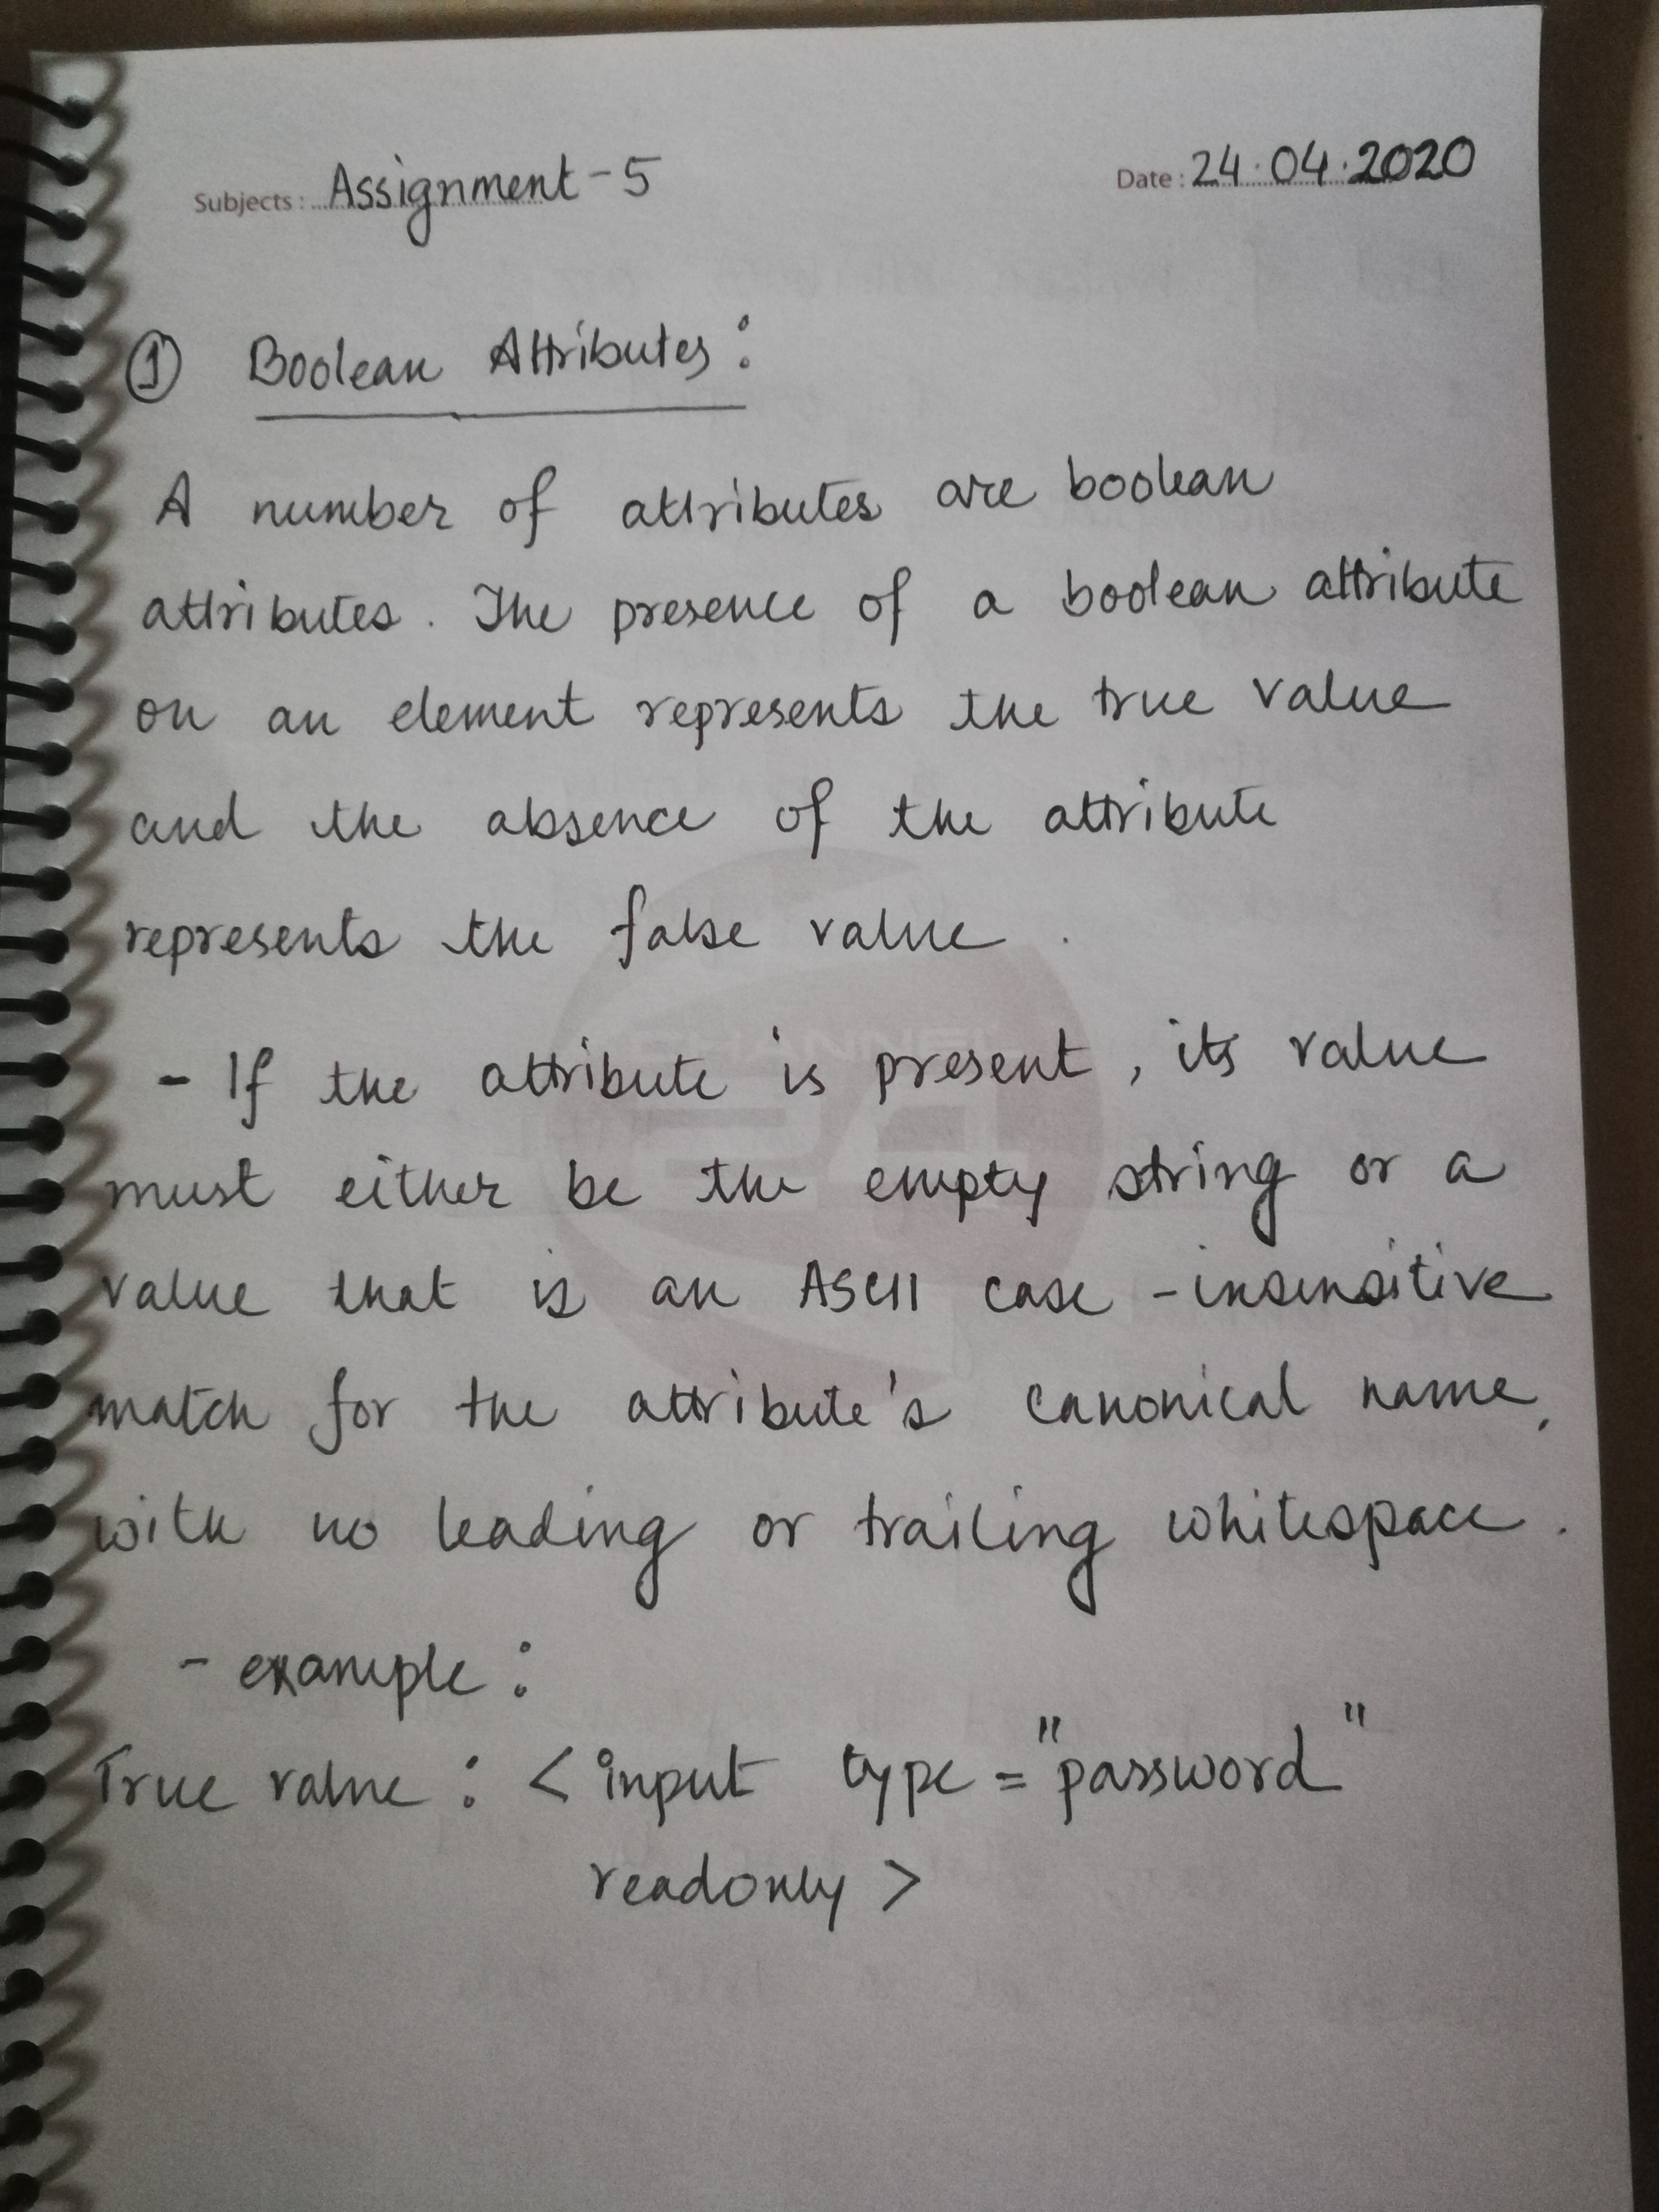 Subjects : Assignment-5
Date : 24.04.2020
① Boolean Attributes :
A number of attributes are boolean
attributes. The presence of a boolean attribute
on an element represents the true value
and the absence of the attribute
represents the false value .
- If the attribute is present, its value
must either be the empty string or a
value that is an ASCII case -insensitive
match for the attribute's canonical name,
with no leading or trailing whitespace .
- example :
True value : < input type = "password"
readonly >